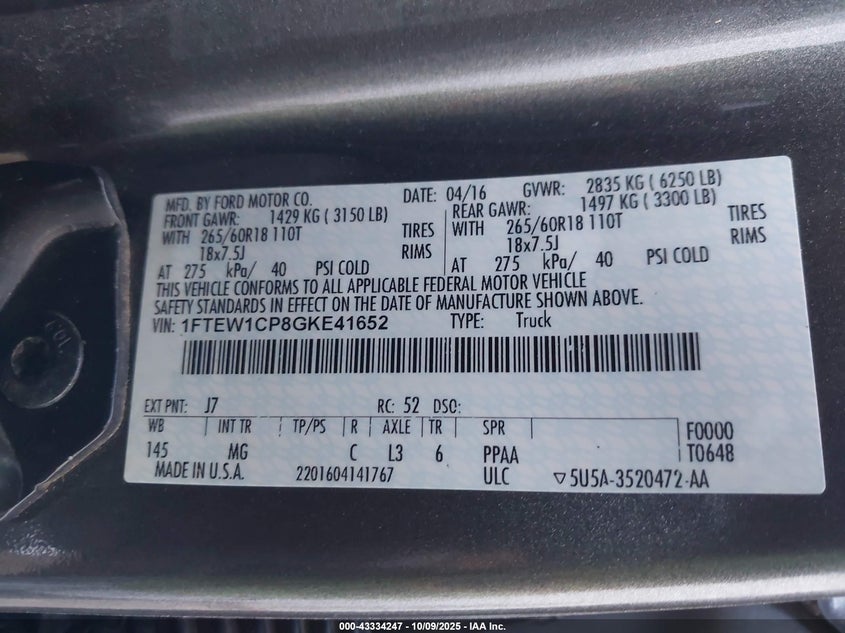 MFD. BY FORD MOTOR CO. DATE: 04/16 GVWR: 2835 KG ( 6250 LB)
FRONT GAWR: 1429 KG ( 3150 LB) REAR GAWR: 1497 KG ( 3300 LB)
WITH 265/60R18 110T TIRES WITH 265/60R18 110T TIRES
18x7.5J RIMS 18x7.5J RIMS
AT 275 kPa/ 40 PSI COLD AT 275 kPa/ 40 PSI COLD
THIS VEHICLE CONFORMS TO ALL APPLICABLE FEDERAL MOTOR VEHICLE
SAFETY STANDARDS IN EFFECT ON THE DATE OF MANUFACTURE SHOWN ABOVE.
VIN: 1FTEW1CP8GKE41652 TYPE: Truck
EXT PNT: J7 RC: 52 DSO:
WB INT TR TP/PS R AXLE TR SPR F0000
145 MG C L3 6 PPAA T0648
MADE IN U.S.A. 2201604141767 ULC ▽5U5A-3520472-AA
000-43334247 - 10/09/2025 - IAA Inc.